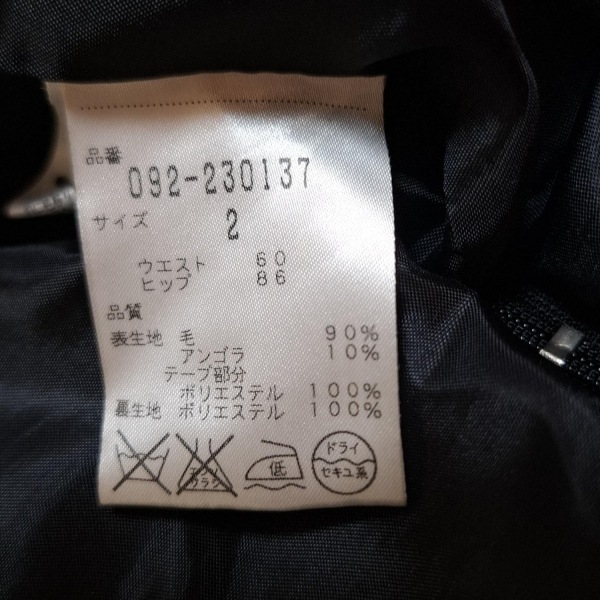 品番
092-230137
サイズ 2
ウエスト 60
ヒップ 86
品質
表生地 毛 90%
アンゴラ 10%
テープ部分
ポリエステル 100%
裏生地 ポリエステル 100%
低
ドライ
セキユ系